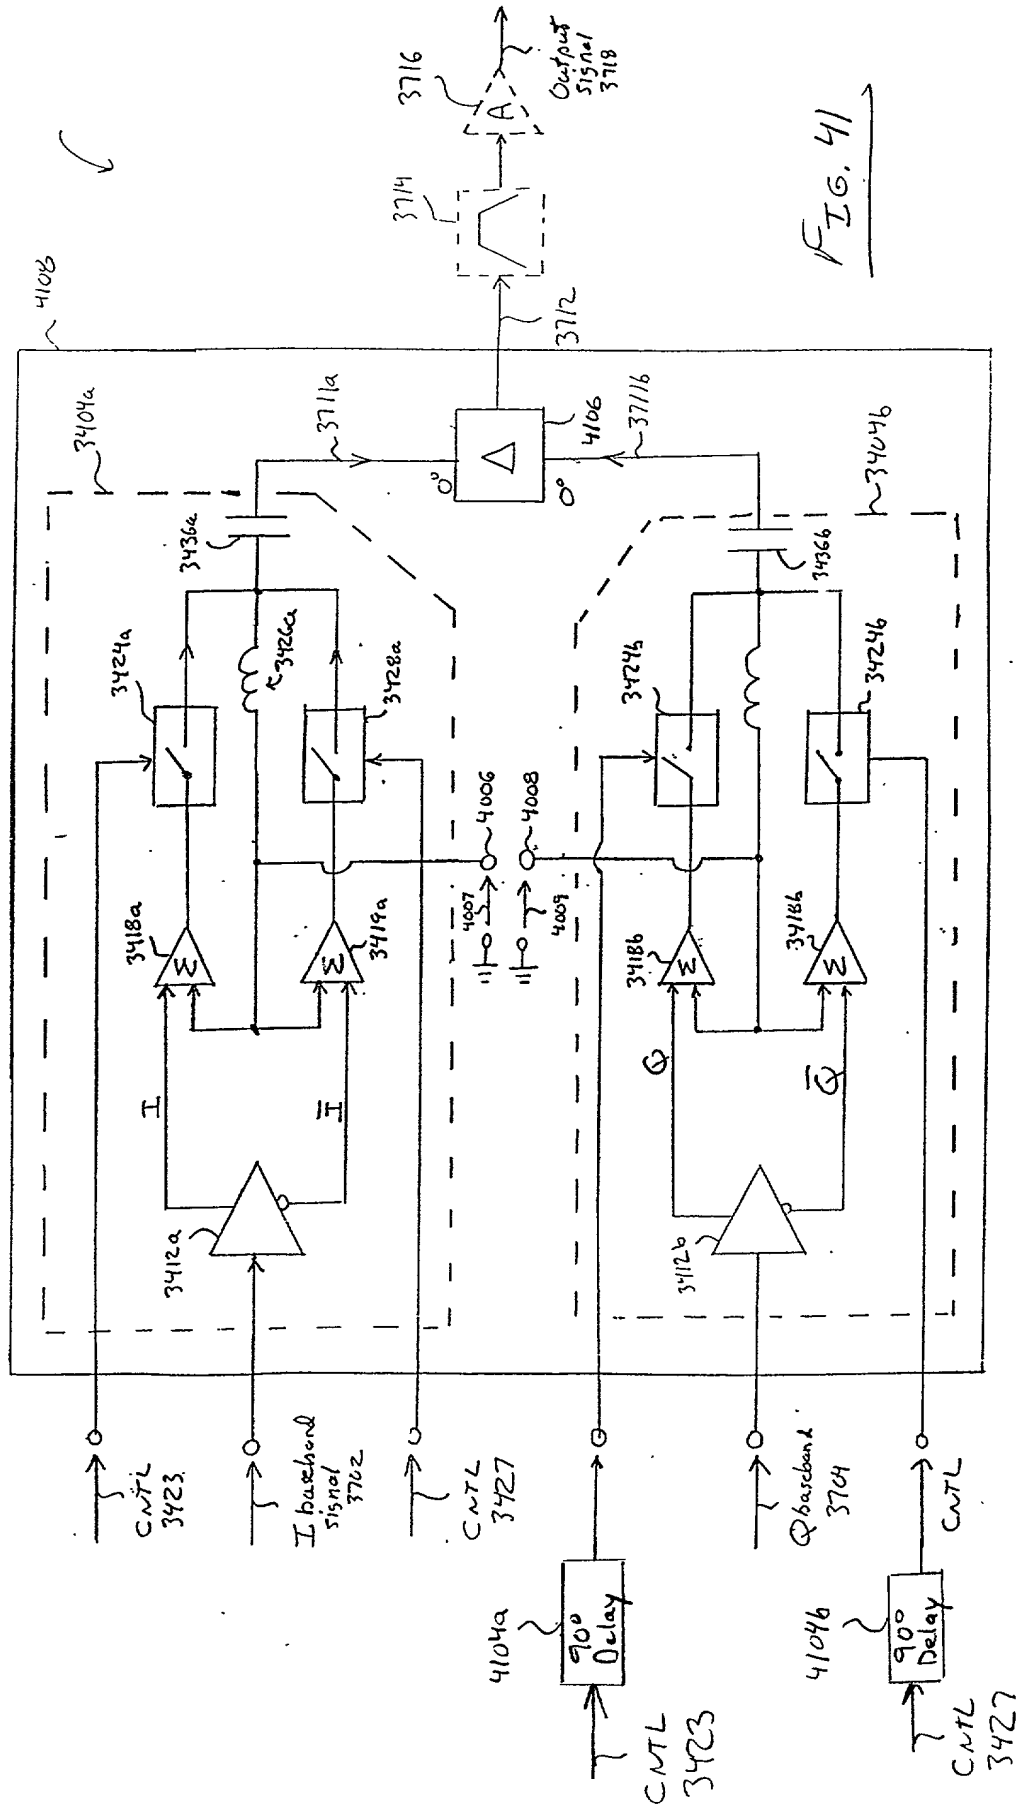 4108
3404a
3424a
3436a
3711a
3426a
3428a
3418a
3419a
I
I̅
3412a
CNTL
3423
I baseband
signal
3702
CNTL
3427
4006
4007
4008
4009
0°
0°
4106
3711b
3712
3714
3716
A
Output
signal
3718
3404b
3424b
3436b
3424b
3418b
3418b
Σ
Σ
Σ
Σ
Q
Q̅
3412b
4104a
90°
Delay
CNTL
3423
Q baseband
3704
4104b
90°
Delay
CNTL
CNTL
3427
FIG. 41